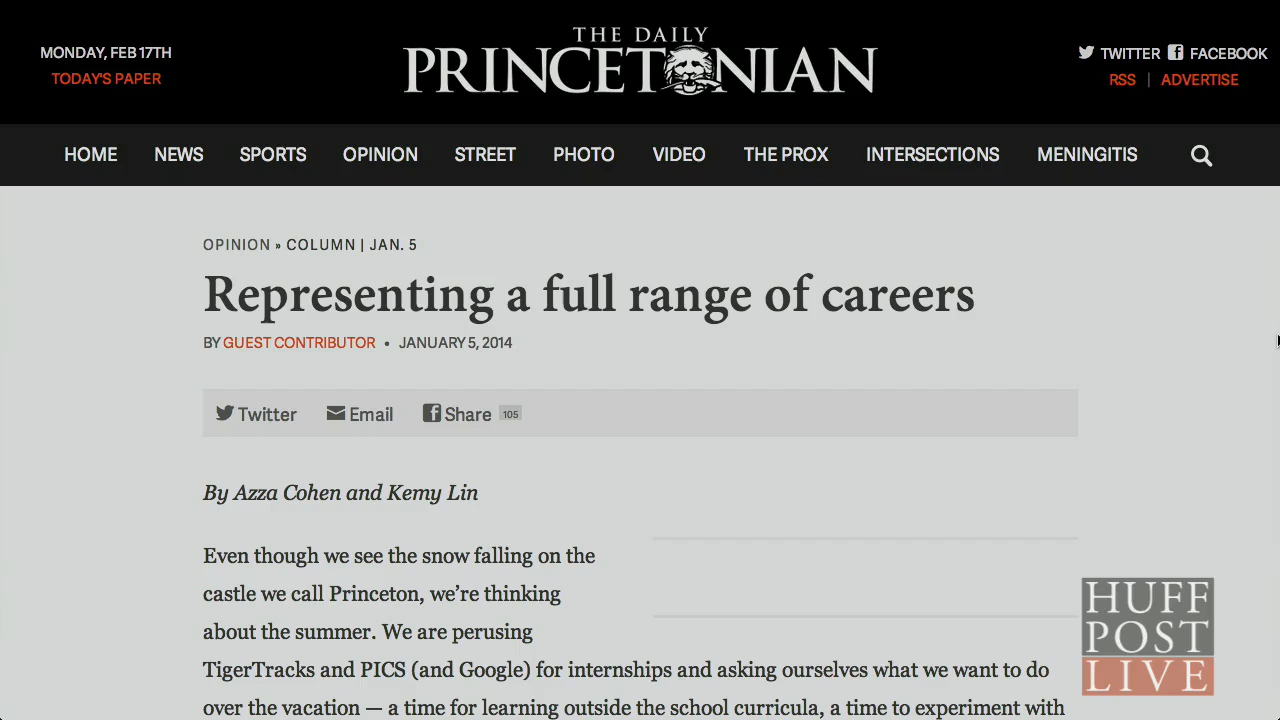 MONDAY, FEB 17TH
TODAY'S PAPER
THE DAILY
PRINCETONIAN
TWITTER FACEBOOK
RSS | ADVERTISE
HOME NEWS SPORTS OPINION STREET PHOTO VIDEO THE PROX INTERSECTIONS MENINGITIS
OPINION » COLUMN | JAN. 5
Representing a full range of careers
BY GUEST CONTRIBUTOR • JANUARY 5, 2014
Twitter Email Share 105
By Azza Cohen and Kemy Lin
Even though we see the snow falling on the
castle we call Princeton, we’re thinking
about the summer. We are perusing
TigerTracks and PICS (and Google) for internships and asking ourselves what we want to do
over the vacation — a time for learning outside the school curricula, a time to experiment with
HUFF
POST
LIVE